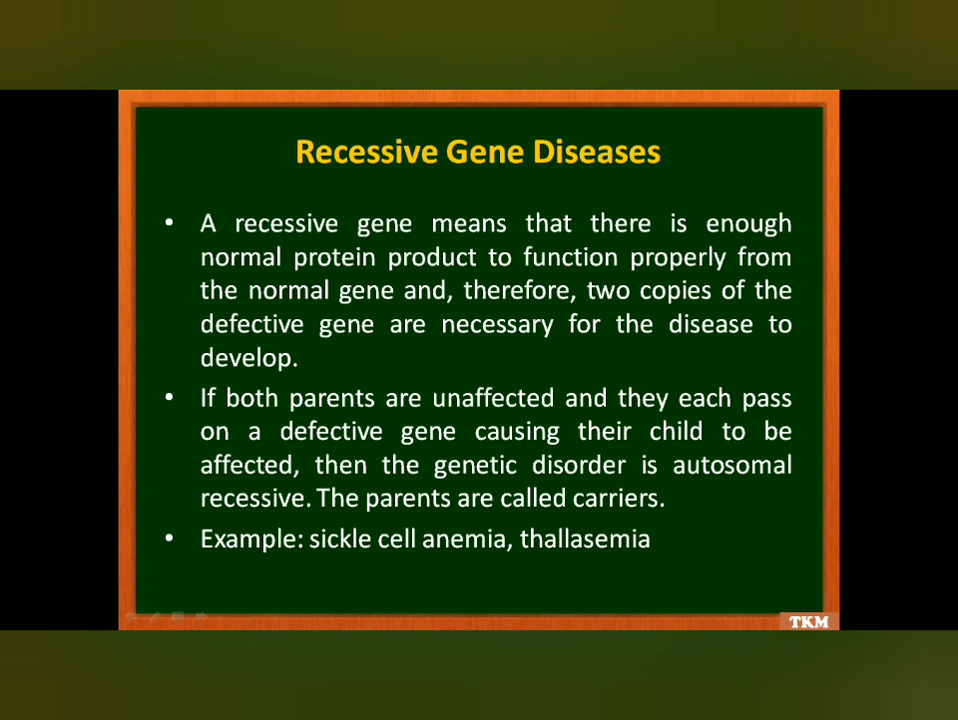 Recessive Gene Diseases
• A recessive gene means that there is enough
normal protein product to function properly from
the normal gene and, therefore, two copies of the
defective gene are necessary for the disease to
develop.
• If both parents are unaffected and they each pass
on a defective gene causing their child to be
affected, then the genetic disorder is autosomal
recessive. The parents are called carriers.
• Example: sickle cell anemia, thallasemia
TKM